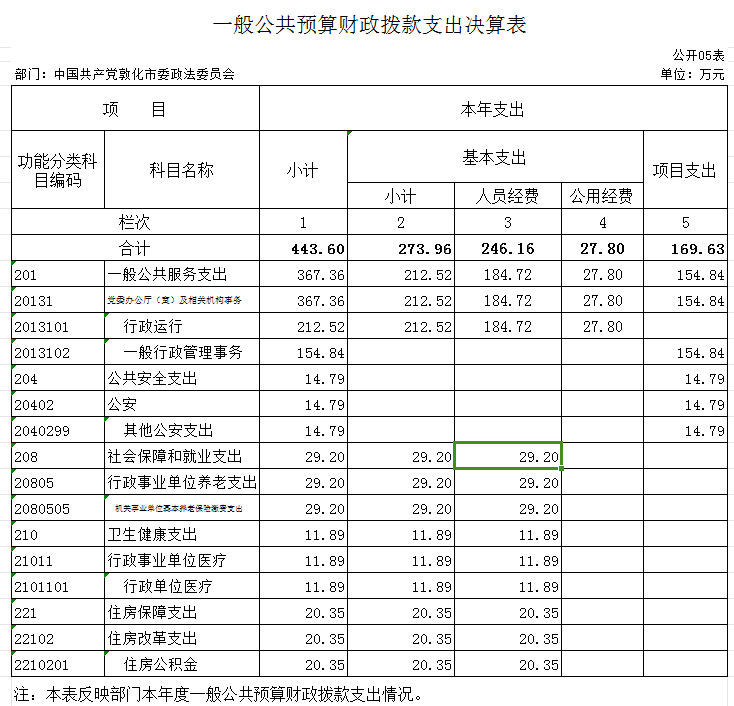 一般公共预算财政拨款支出决算表
公开05表
部门：中国共产党敦化市委政法委员会 单位：万元
项 目 本年支出
功能分类科目编码 科目名称 小计 基本支出 项目支出
小计 人员经费 公用经费
栏次 1 2 3 4 5
合计 443.60 273.96 246.16 27.80 169.63
201 一般公共服务支出 367.36 212.52 184.72 27.80 154.84
20131 党委办公厅（室）及相关机构事务 367.36 212.52 184.72 27.80 154.84
2013101 行政运行 212.52 212.52 184.72 27.80
2013102 一般行政管理事务 154.84 154.84
204 公共安全支出 14.79 14.79
20402 公安 14.79 14.79
2040299 其他公安支出 14.79 14.79
208 社会保障和就业支出 29.20 29.20 29.20
20805 行政事业单位养老支出 29.20 29.20 29.20
2080505 机关事业单位基本养老保险缴费支出 29.20 29.20 29.20
210 卫生健康支出 11.89 11.89 11.89
21011 行政事业单位医疗 11.89 11.89 11.89
2101101 行政单位医疗 11.89 11.89 11.89
221 住房保障支出 20.35 20.35 20.35
22102 住房改革支出 20.35 20.35 20.35
2210201 住房公积金 20.35 20.35 20.35
注：本表反映部门本年度一般公共预算财政拨款支出情况。